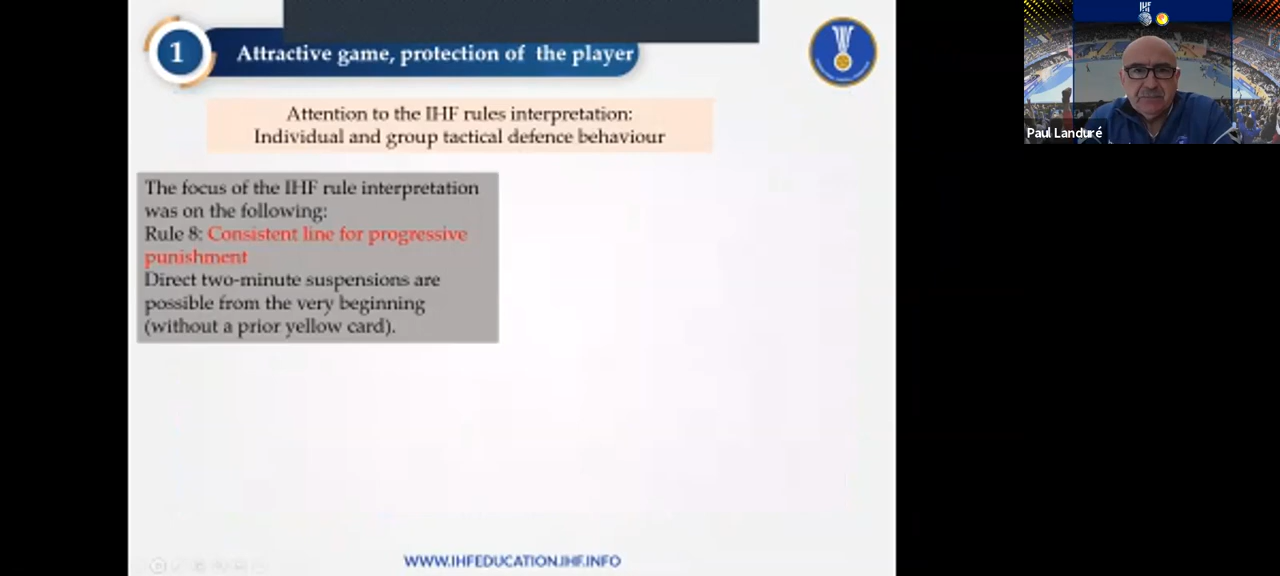 1
Attractive game, protection of the player
Attention to the IHF rules interpretation:
Individual and group tactical defence behaviour
The focus of the IHF rule interpretation
was on the following:
Rule 8: Consistent line for progressive
punishment
Direct two-minute suspensions are
possible from the very beginning
(without a prior yellow card).
WWW.IHFEDUCATION.IHF.INFO
IHF
Paul Landuré